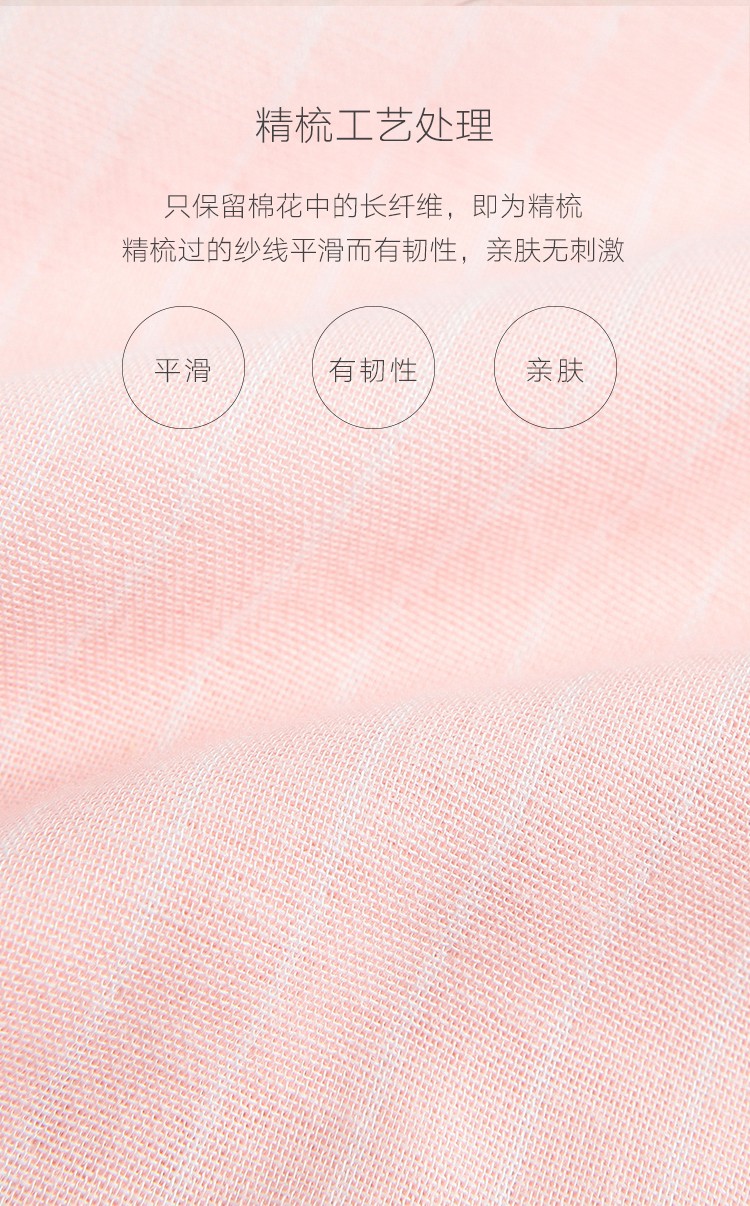 精梳工艺处理
只保留棉花中的长纤维，即为精梳
精梳过的纱线平滑而有韧性，亲肤无刺激
平滑
有韧性
亲肤